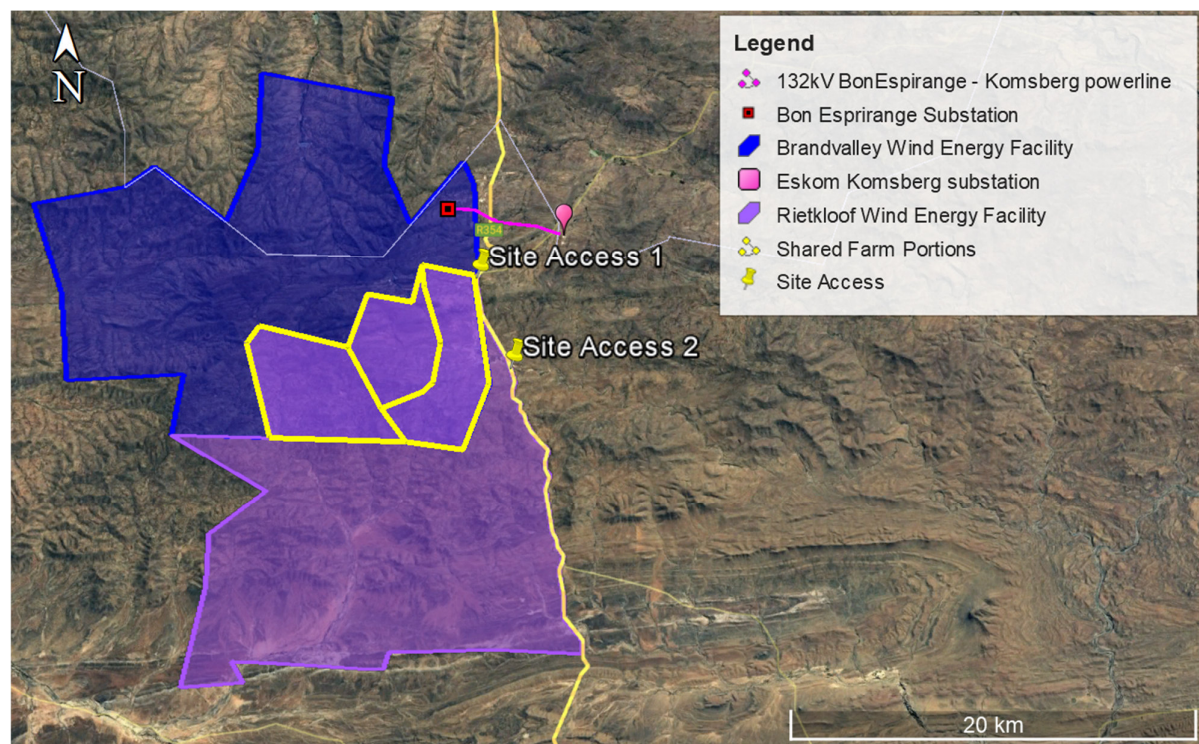 N
Legend
132kV BonEspirange - Komsberg powerline
Bon Esprirange Substation
Brandvalley Wind Energy Facility
Eskom Komsberg substation
Rietkloof Wind Energy Facility
Shared Farm Portions
Site Access
R354
Site Access 1
Site Access 2
20 km